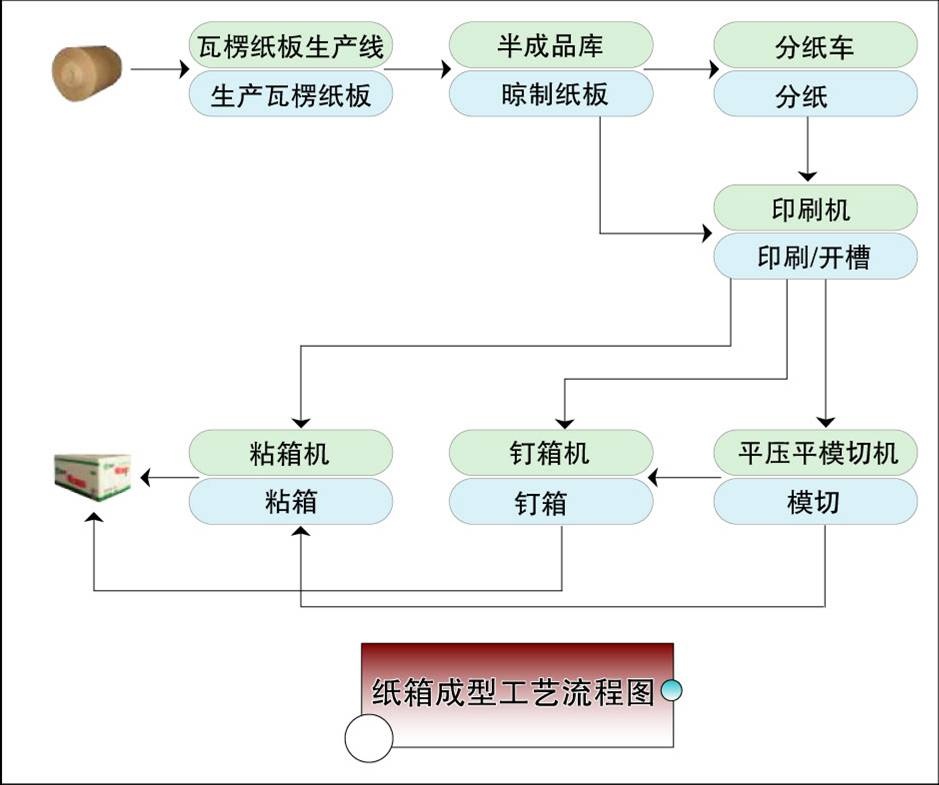 瓦楞纸板生产线
生产瓦楞纸板
半成品库
晾制纸板
分纸车
分纸
印刷机
印刷/开槽
粘箱机
粘箱
钉箱机
钉箱
平压平模切机
模切
纸箱成型工艺流程图